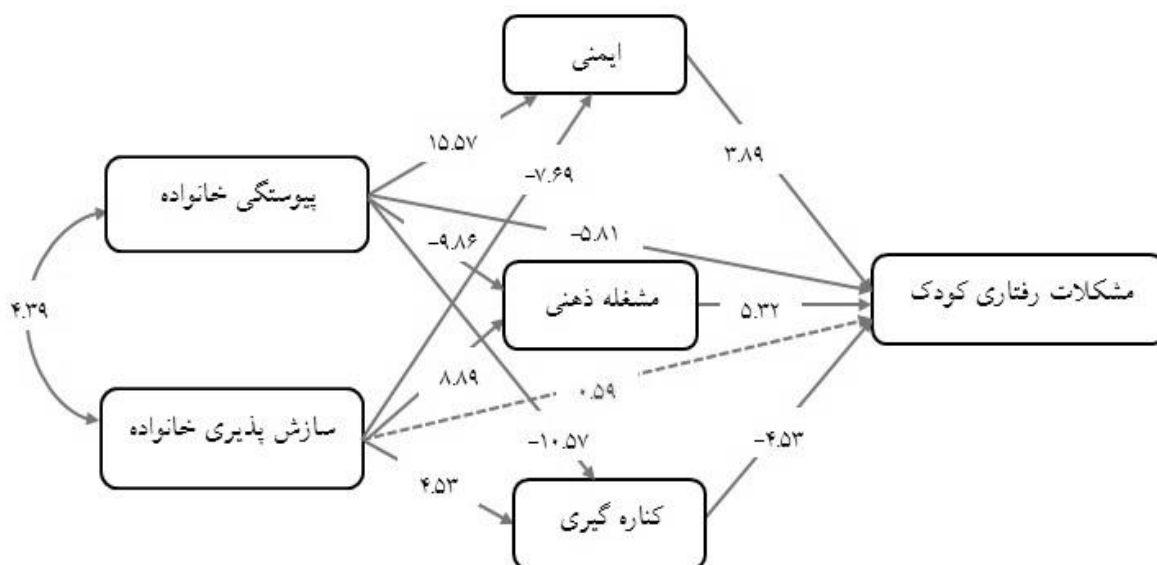 ایمنی
۱۵.۵۷
۳.۸۹
-۷.۶۹
پیوستگی خانواده
-۹.۸۶
-۵.۸۱
مشغله ذهنی
۵.۳۲
مشکلات رفتاری کودک
۴.۳۹
۸.۸۹
۰.۵۹
سازش پذیری خانواده
-۱۰.۵۷
-۴.۵۳
۴.۵۳
کناره گیری